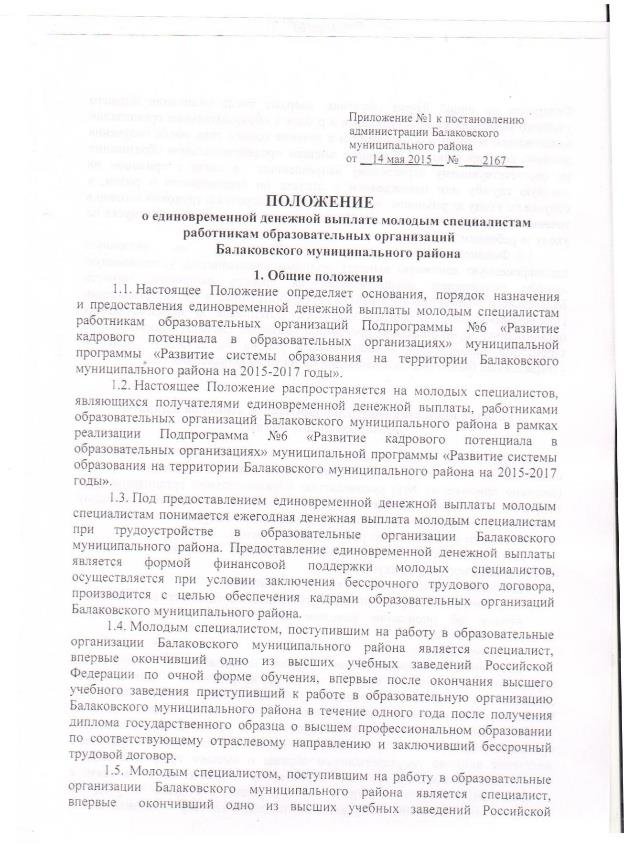 Приложение №1 к постановлению
администрации Балаковского
муниципального района
от __14 мая 2015__ № ___2167___
ПОЛОЖЕНИЕ
о единовременной денежной выплате молодым специалистам
работникам образовательных организаций
Балаковского муниципального района
1. Общие положения
1.1. Настоящее Положение определяет основания, порядок назначения
и предоставления единовременной денежной выплаты молодым специалистам
работникам образовательных организаций Подпрограммы №6 «Развитие
кадрового потенциала в образовательных организациях» муниципальной
программы «Развитие системы образования на территории Балаковского
муниципального района на 2015-2017 годы».
1.2. Настоящее Положение распространяется на молодых специалистов,
являющихся получателями единовременной денежной выплаты, работниками
образовательных организаций Балаковского муниципального района в рамках
реализации Подпрограмма №6 «Развитие кадрового потенциала в
образовательных организациях» муниципальной программы «Развитие системы
образования на территории Балаковского муниципального района на 2015-2017
годы».
1.3. Под предоставлением единовременной денежной выплаты молодым
специалистам понимается ежегодная денежная выплата молодым специалистам
при трудоустройстве в образовательные организации Балаковского
муниципального района. Предоставление единовременной денежной выплаты
является формой финансовой поддержки молодых специалистов,
осуществляется при условии заключения бессрочного трудового договора,
производится с целью обеспечения кадрами образовательных организаций
Балаковского муниципального района.
1.4. Молодым специалистом, поступившим на работу в образовательные
организации Балаковского муниципального района является специалист,
впервые окончивший одно из высших учебных заведений Российской
Федерации по очной форме обучения, впервые после окончания высшего
учебного заведения приступивший к работе в образовательную организацию
Балаковского муниципального района в течение одного года после получения
диплома государственного образца о высшем профессиональном образовании
по соответствующему отраслевому направлению и заключивший бессрочный
трудовой договор.
1.5. Молодым специалистом, поступившим на работу в образовательные
организации Балаковского муниципального района является специалист,
впервые окончивший одно из высших учебных заведений Российской